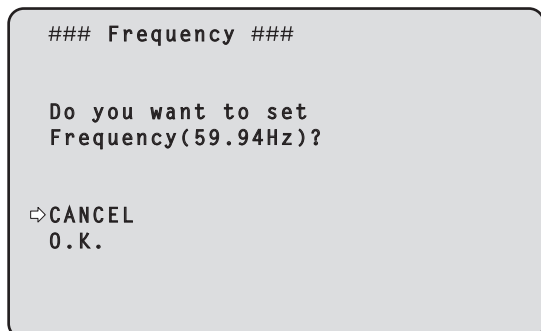 ### Frequency ###
Do you want to set
Frequency(59.94Hz)?
⇨CANCEL
O.K.